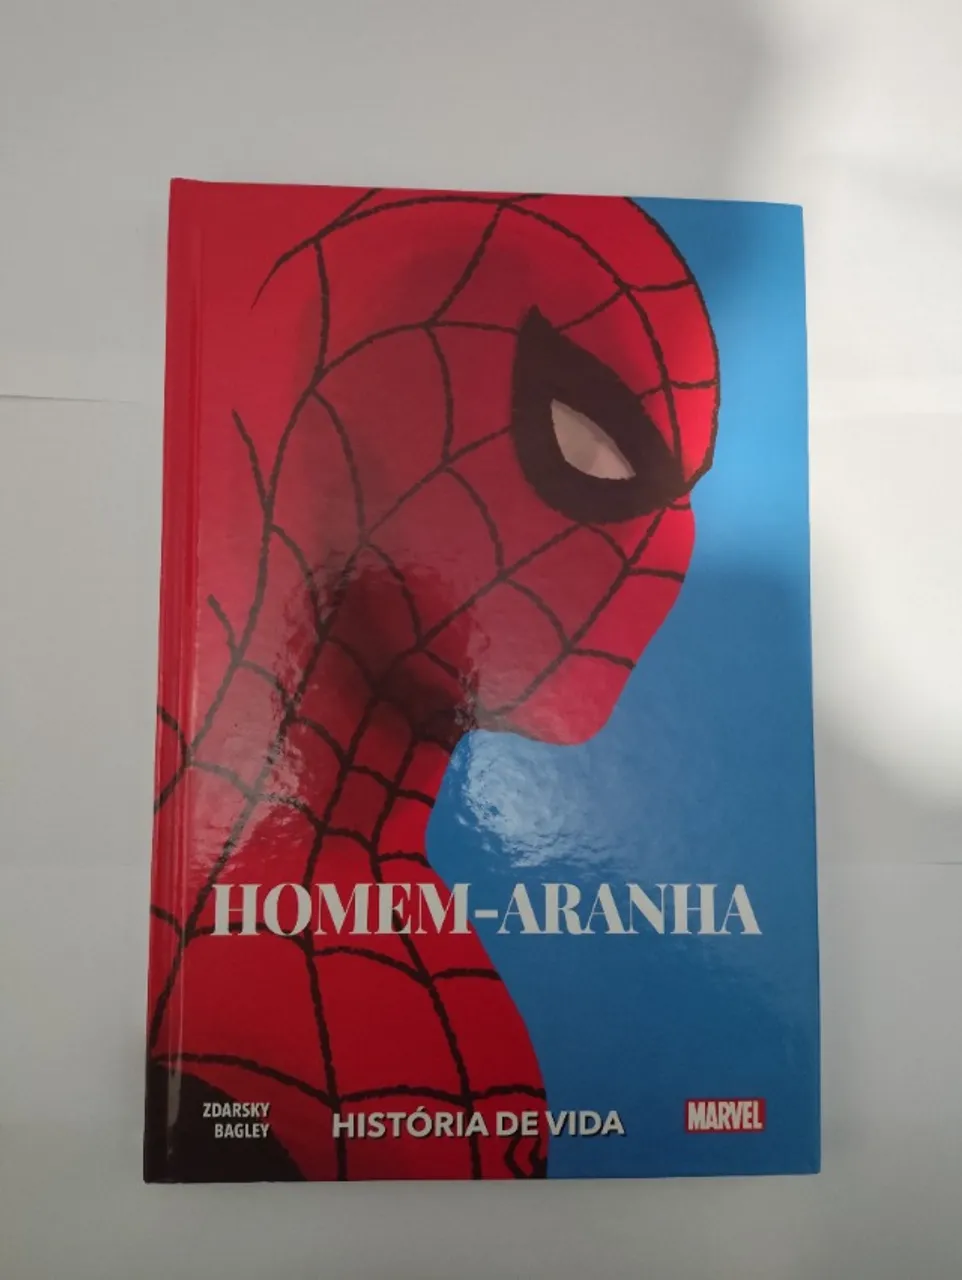 HOMEM-ARANHA
ZDARSKY
BAGLEY
HISTÓRIA DE VIDA
MARVEL